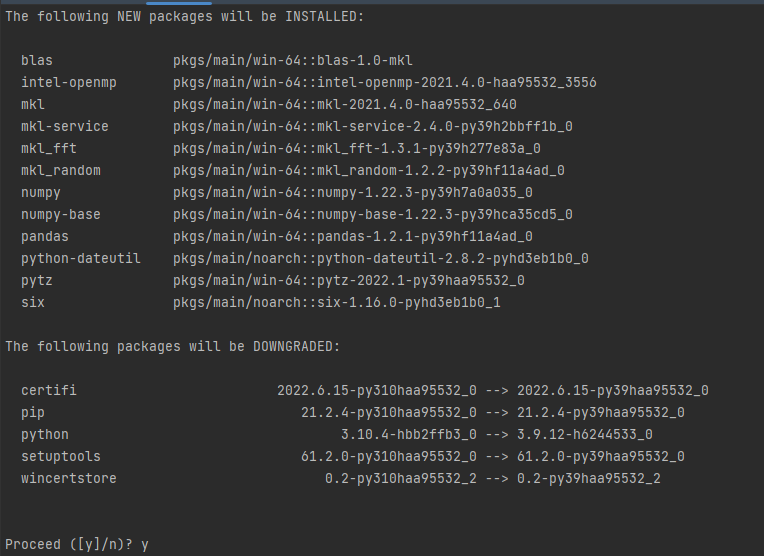 The following NEW packages will be INSTALLED:
blas pkgs/main/win-64::blas-1.0-mkl
intel-openmp pkgs/main/win-64::intel-openmp-2021.4.0-haa95532_3556
mkl pkgs/main/win-64::mkl-2021.4.0-haa95532_640
mkl-service pkgs/main/win-64::mkl-service-2.4.0-py39h2bbff1b_0
mkl_fft pkgs/main/win-64::mkl_fft-1.3.1-py39h277e83a_0
mkl_random pkgs/main/win-64::mkl_random-1.2.2-py39hf11a4ad_0
numpy pkgs/main/win-64::numpy-1.22.3-py39h7a0a035_0
numpy-base pkgs/main/win-64::numpy-base-1.22.3-py39hca35cd5_0
pandas pkgs/main/win-64::pandas-1.2.1-py39hf11a4ad_0
python-dateutil pkgs/main/noarch::python-dateutil-2.8.2-pyhd3eb1b0_0
pytz pkgs/main/win-64::pytz-2022.1-py39haa95532_0
six pkgs/main/noarch::six-1.16.0-pyhd3eb1b0_1
The following packages will be DOWNGRADED:
certifi 2022.6.15-py310haa95532_0 --> 2022.6.15-py39haa95532_0
pip 21.2.4-py310haa95532_0 --> 21.2.4-py39haa95532_0
python 3.10.4-hbb2ffb3_0 --> 3.9.12-h6244533_0
setuptools 61.2.0-py310haa95532_0 --> 61.2.0-py39haa95532_0
wincertstore 0.2-py310haa95532_2 --> 0.2-py39haa95532_2
Proceed ([y]/n)? y